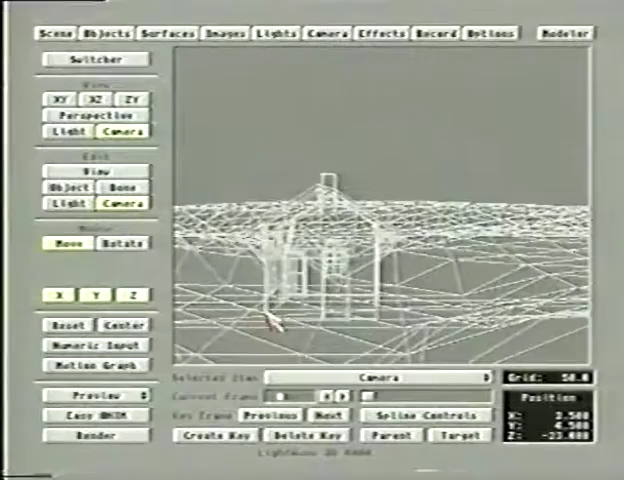 Scene Objects Surfaces Images Lights Camera Effects Record Options Modeler
Switcher
View
XY XZ ZY
Perspective
Light Camera
Edit
View
Object Bone
Light Camera
Mouse
Move Rotate
X Y Z
Reset Center
Numeric Input
Motion Graph
Selected Item Camera Grid: 50.0
Preview Current Frame Position
Easy Key Frame Previous Next Spline Controls X: 2.500
Y: 4.500
Render Create Key Delete Key Parent Target
LightWave 3D